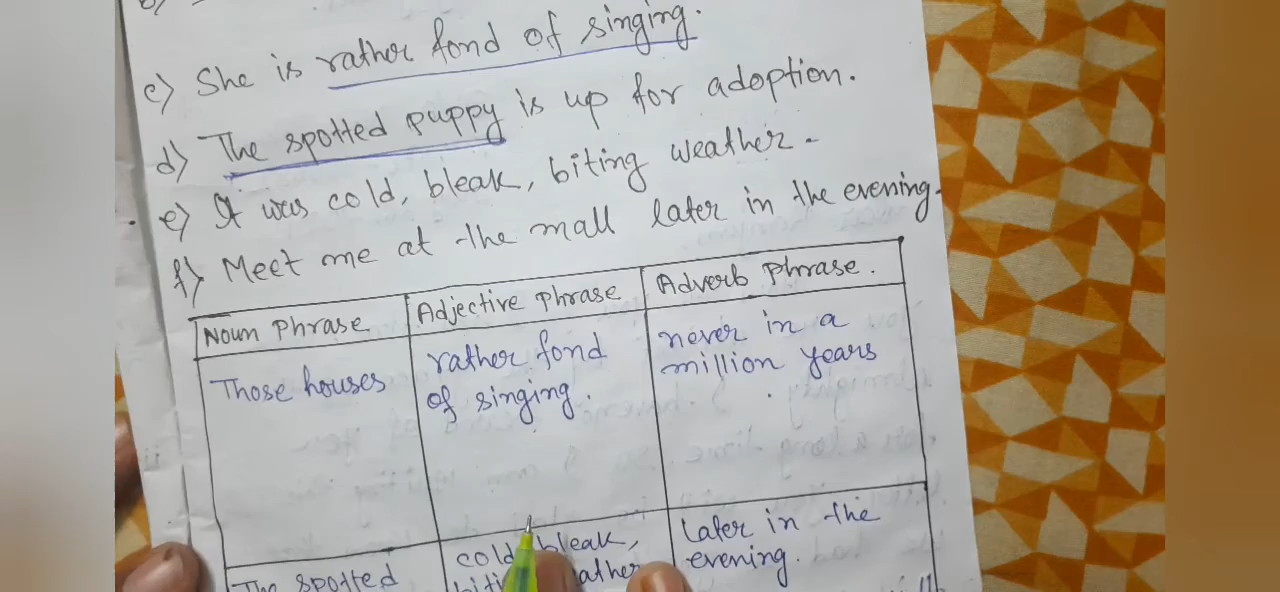 c) She is rather fond of singing.
d) The spotted puppy is up for adoption.
e) It was cold, bleak, biting weather.
f) Meet me at the mall later in the evening.
Noun Phrase Adjective Phrase Adverb Phrase.
Those houses rather fond of singing. never in a million years
The spotted cold, bleak, later in the evening.